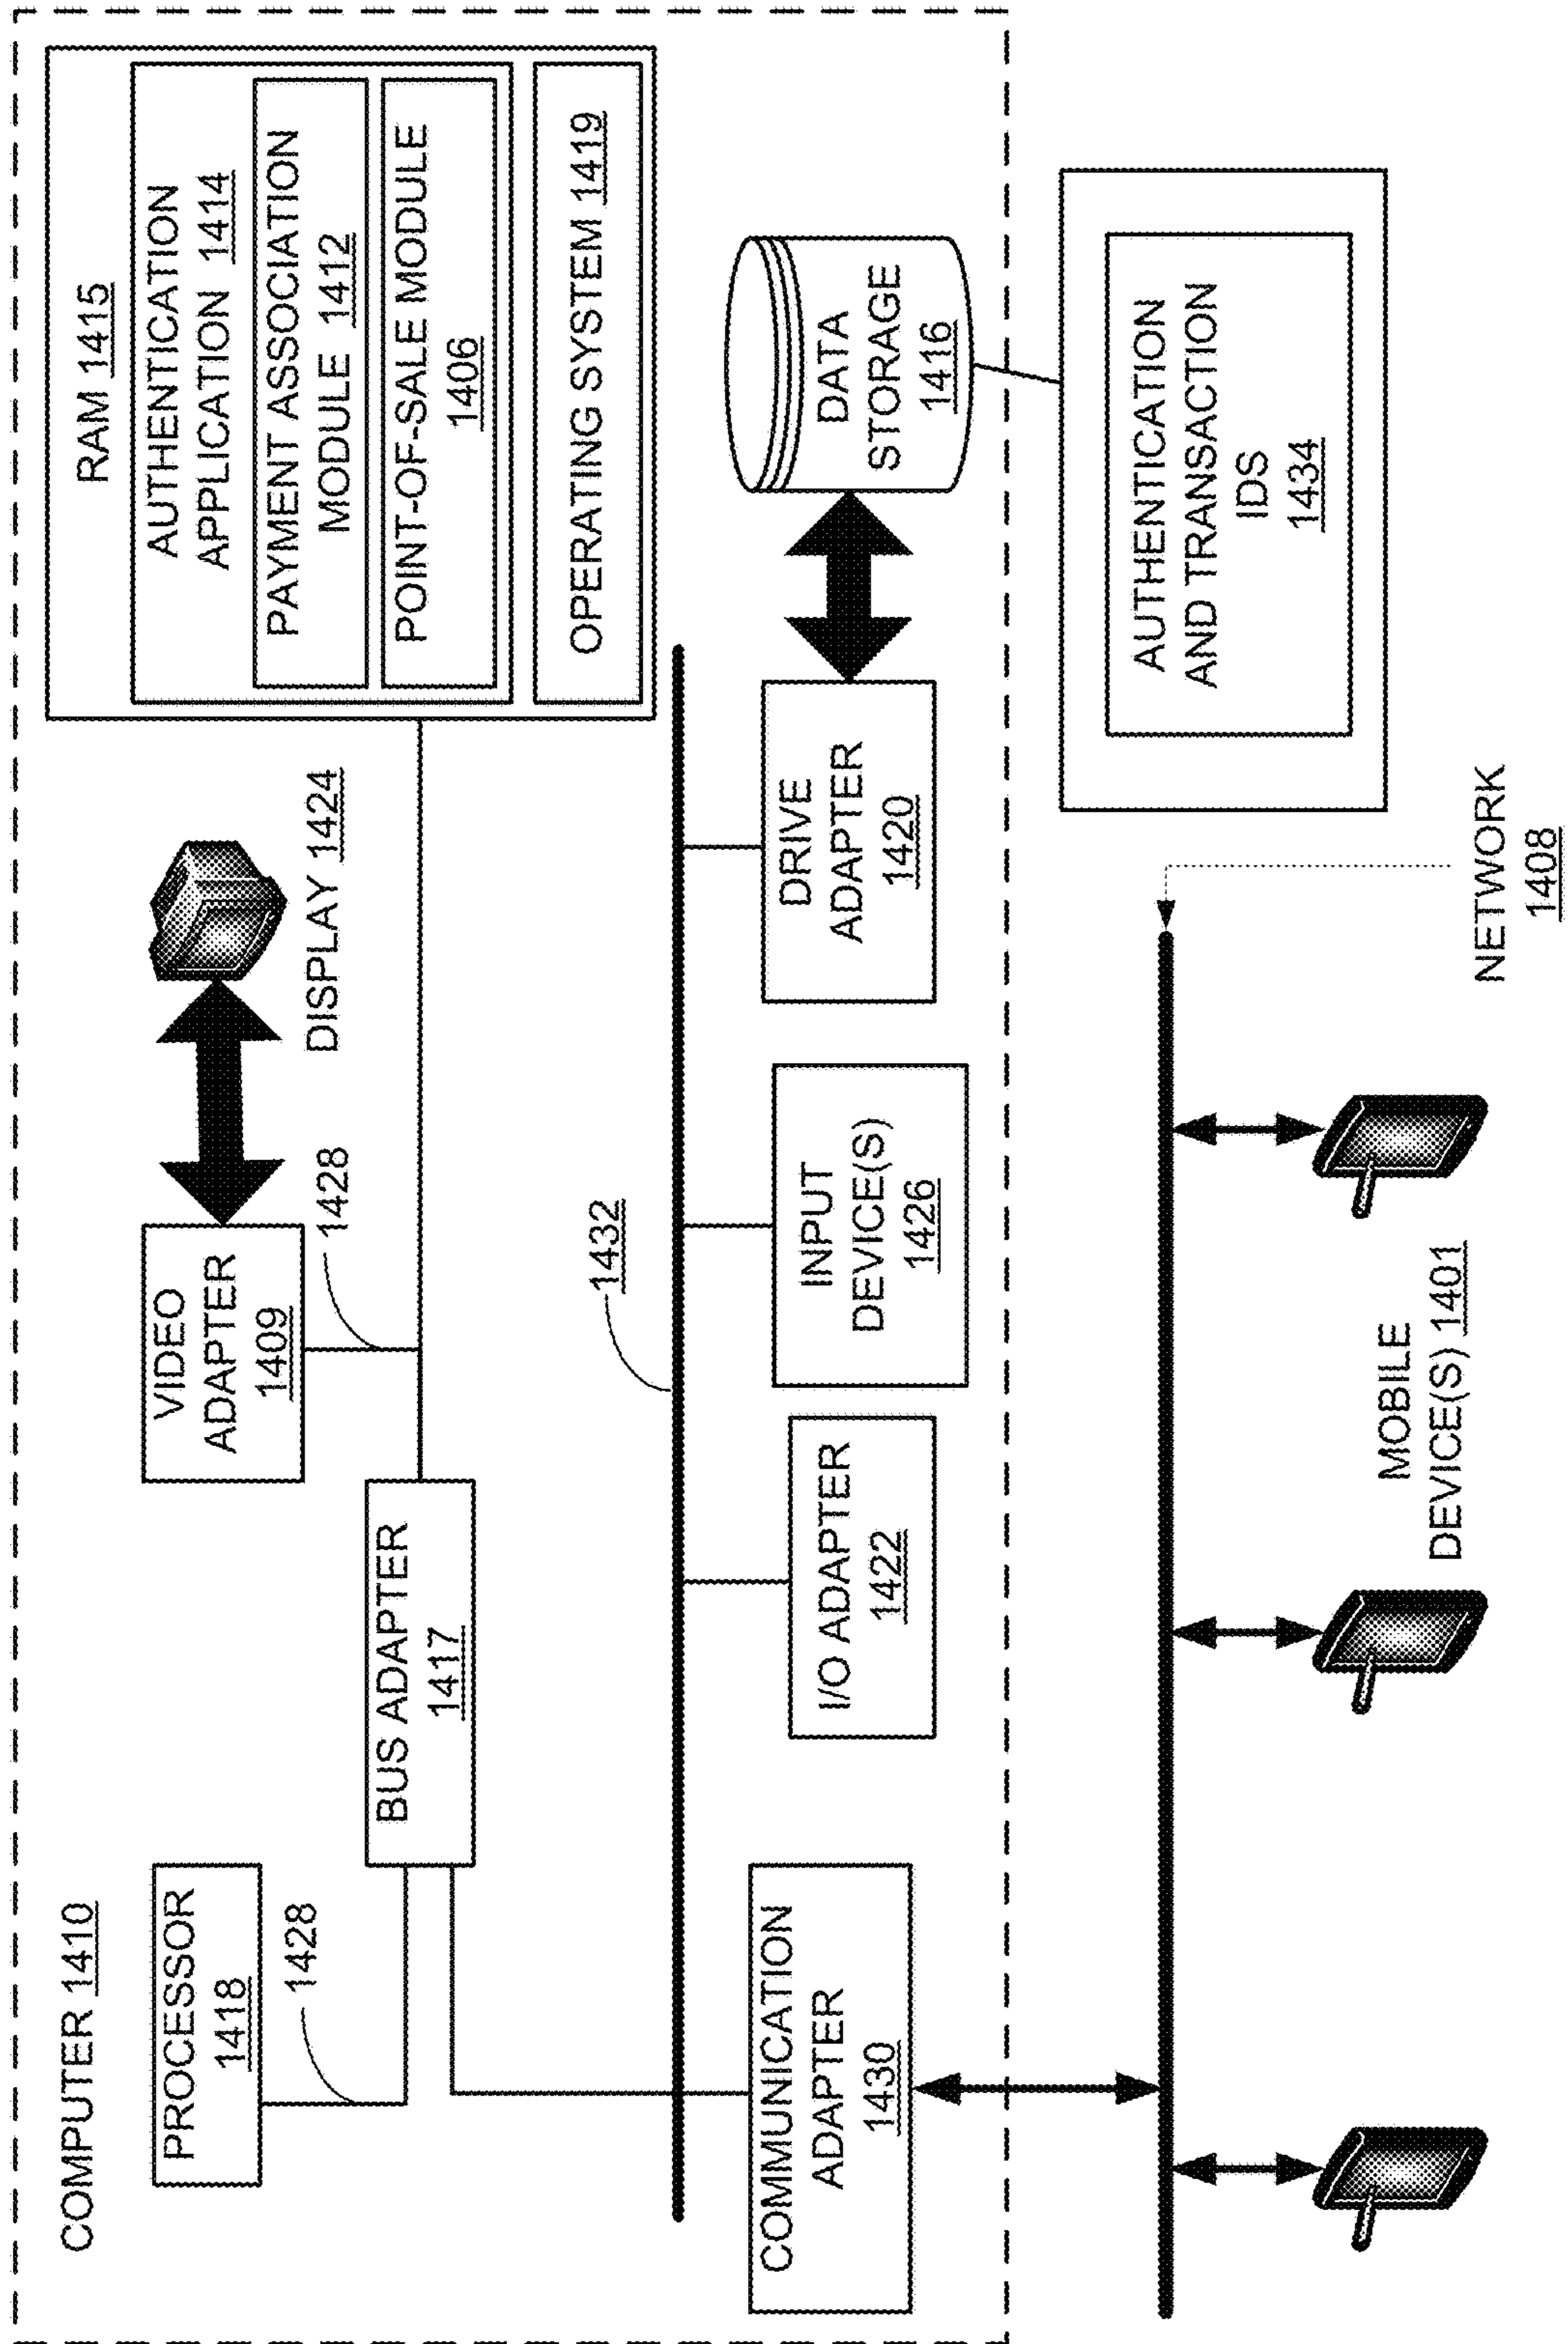 COMPUTER 1410
PROCESSOR
1418
1428
BUS ADAPTER
1417
VIDEO
ADAPTER
1409
1428
DISPLAY 1424
RAM 1415
AUTHENTICATION
APPLICATION 1414
PAYMENT ASSOCIATION
MODULE 1412
POINT-OF-SALE MODULE
1406
OPERATING SYSTEM 1419
1432
COMMUNICATION
ADAPTER
1430
I/O ADAPTER
1422
INPUT
DEVICE(S)
1426
DRIVE
ADAPTER
1420
DATA
STORAGE
1416
AUTHENTICATION
AND TRANSACTION
IDS
1434
NETWORK
1408
MOBILE
DEVICE(S) 1401